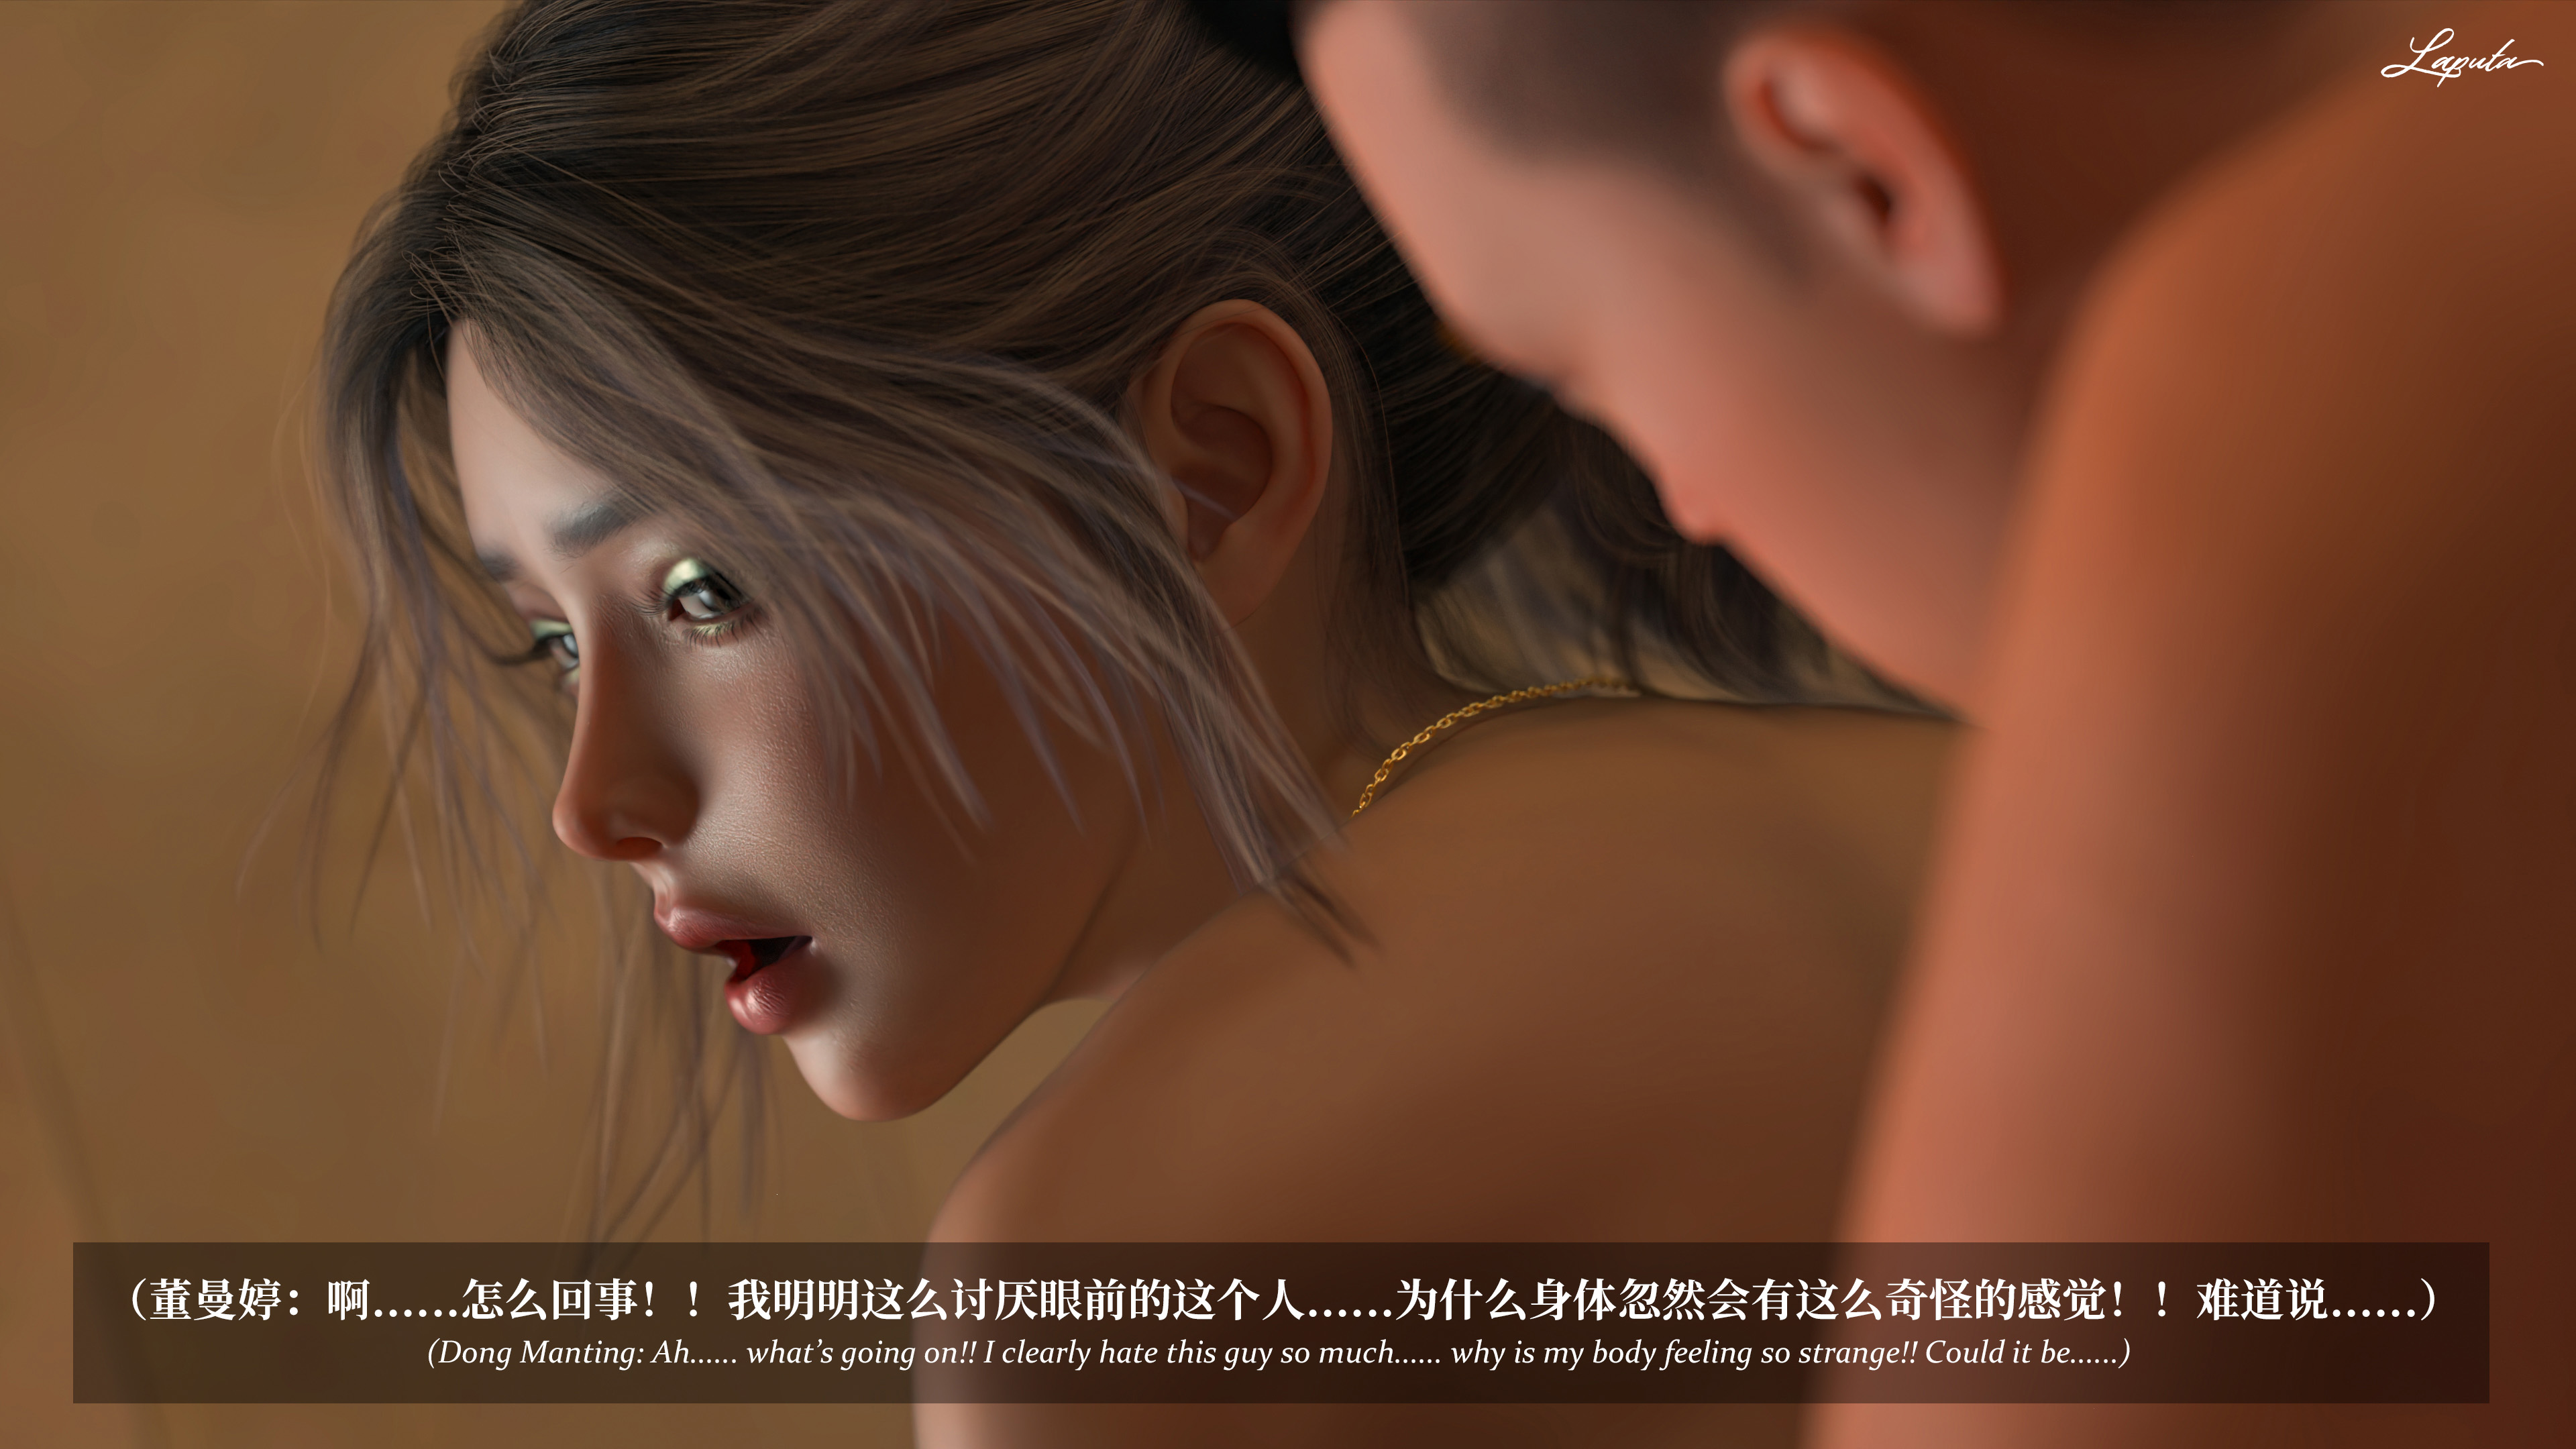 Laputa
（董曼婷：啊……怎么回事！！我明明这么讨厌眼前的这个人……为什么身体忽然会有这么奇怪的感觉！！难道说……）
(Dong Manting: Ah...... what's going on!! I clearly hate this guy so much...... why is my body feeling so strange!! Could it be......)